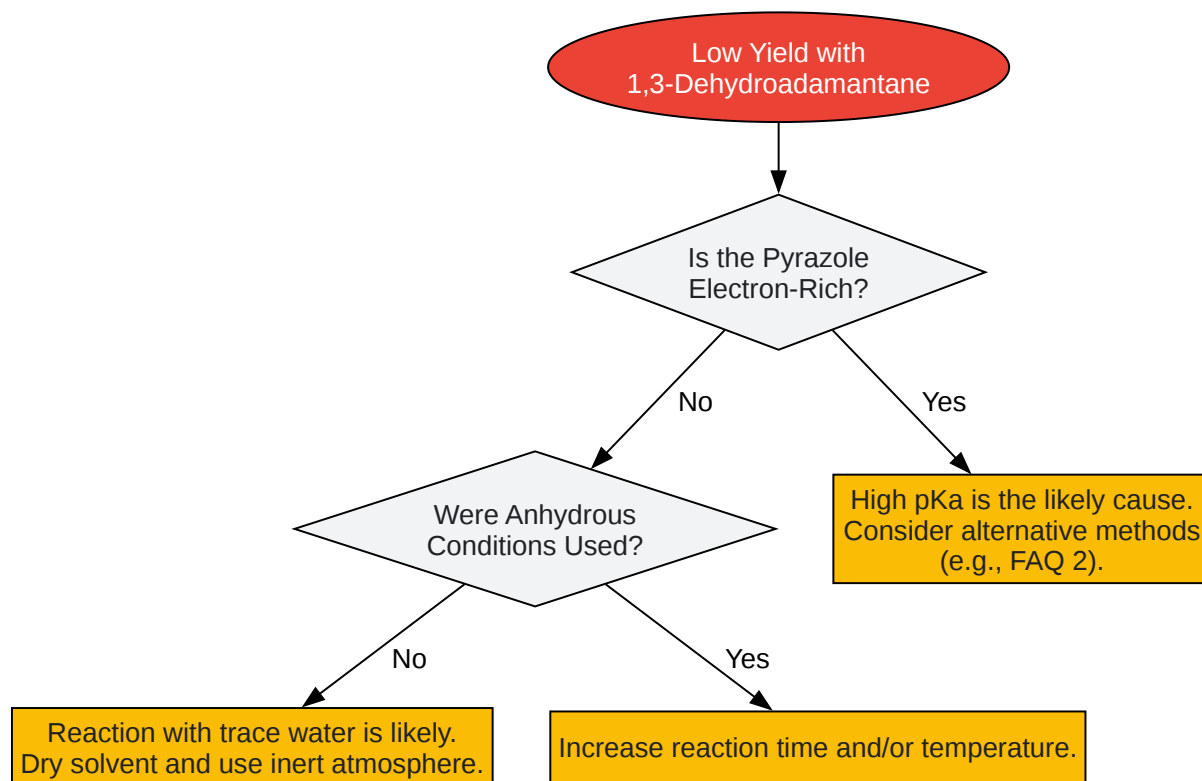 Low Yield with
1,3-Dehydroadamantane
Is the Pyrazole
Electron-Rich?
No
Yes
Were Anhydrous
Conditions Used?
High pKa is the likely cause.
Consider alternative methods
(e.g., FAQ 2).
No
Yes
Reaction with trace water is likely.
Dry solvent and use inert atmosphere.
Increase reaction time and/or temperature.